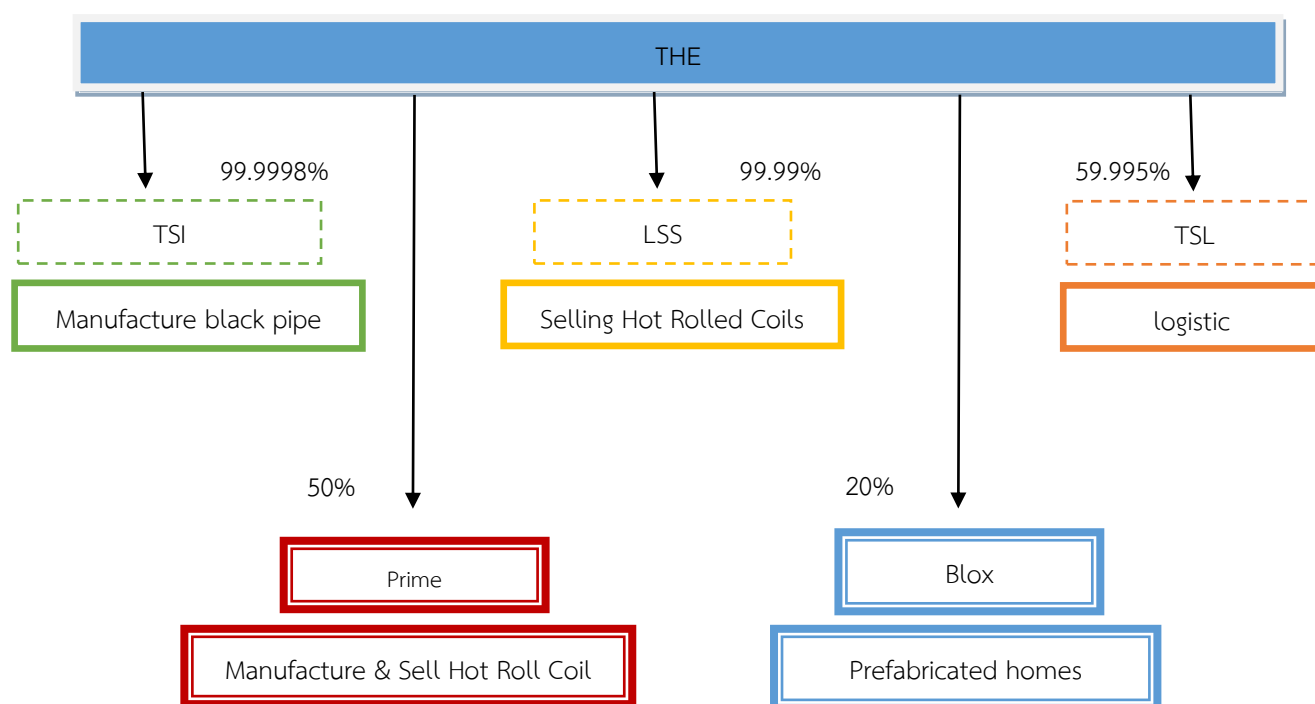 THE
99.9998%
99.99%
59.995%
TSI
LSS
TSL
Manufacture black pipe
Selling Hot Rolled Coils
logistic
50%
20%
Prime
Blox
Manufacture & Sell Hot Roll Coil
Prefabricated homes